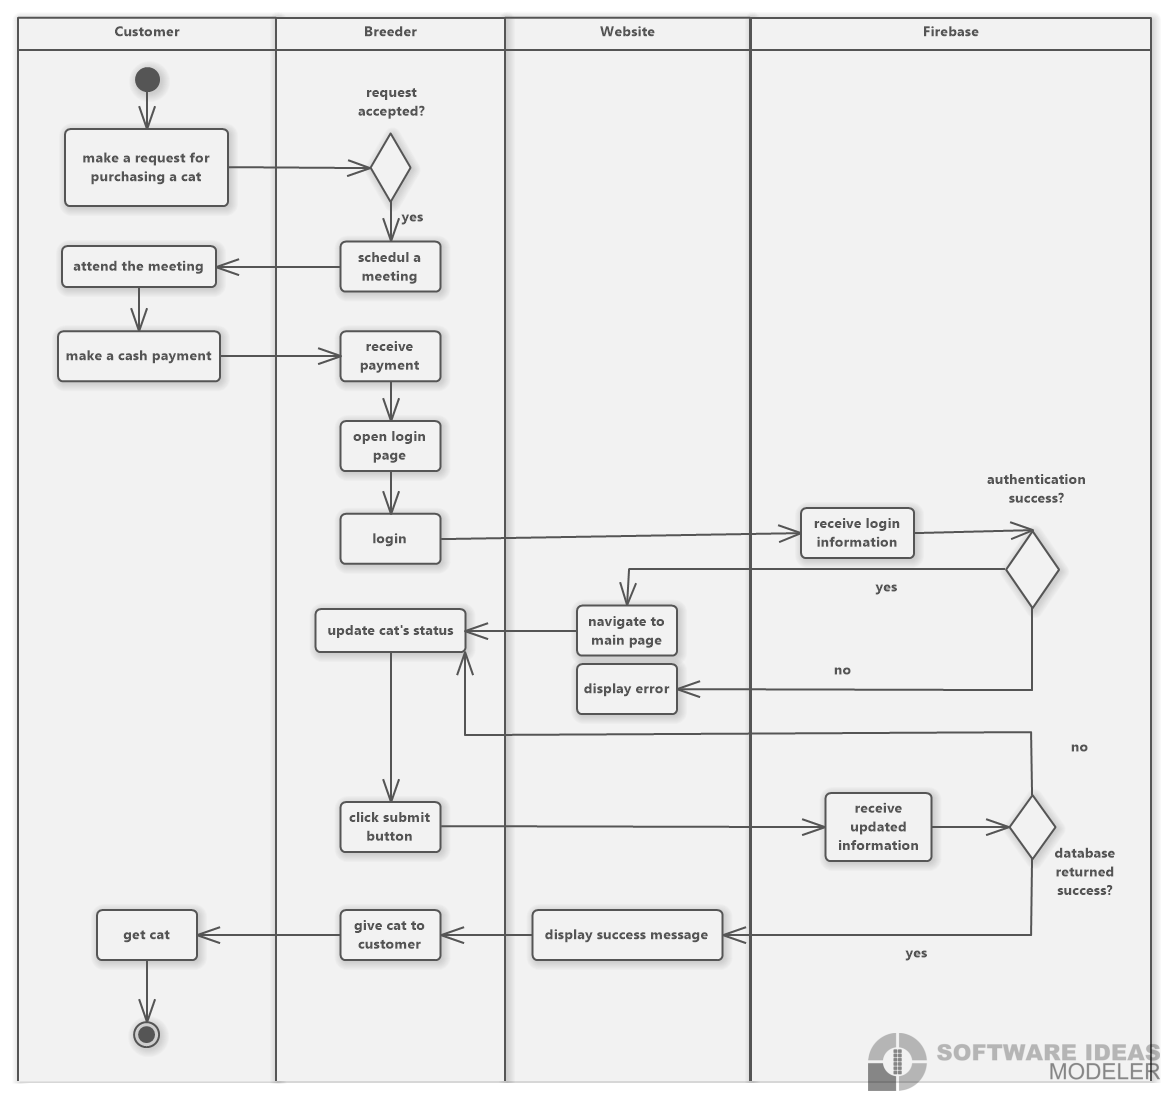 Customer
Breeder
Website
Firebase
request
accepted?
make a request for
purchasing a cat
yes
attend the meeting
schedul a
meeting
make a cash payment
receive
payment
open login
page
authentication
success?
login
receive login
information
yes
update cat's status
navigate to
main page
no
display error
no
click submit
button
receive
updated
information
database
returned
success?
get cat
give cat to
customer
display success message
yes
SOFTWARE IDEAS
MODELER